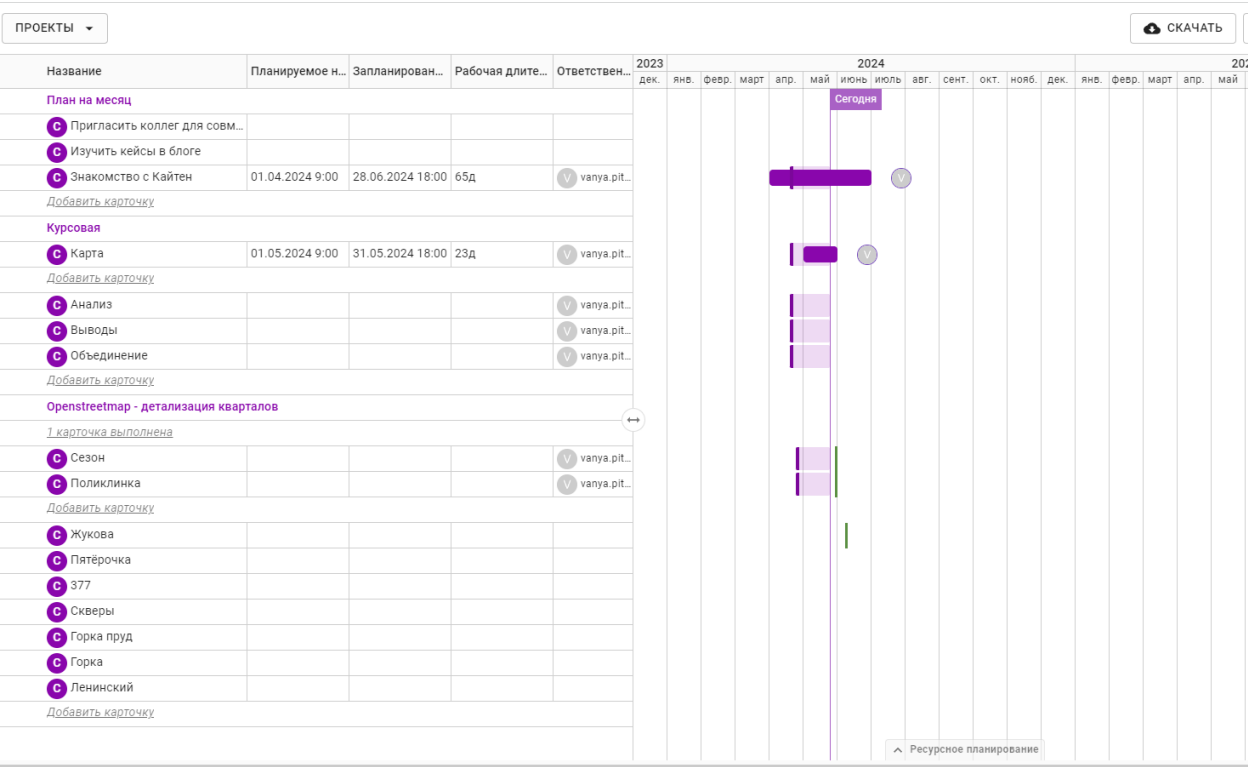 ПРОЕКТЫ
СКАЧАТЬ
Название Планируемое н... Запланирован... Рабочая длите... Ответствен...
2023 2024 202
дек. янв. февр. март апр. май июнь июль авг. сент. окт. нояб. дек. янв. февр. март апр. май
План на месяц
Сегодня
С Пригласить коллег для совм...
С Изучить кейсы в блоге
С Знакомство с Кайтен 01.04.2024 9:00 28.06.2024 18:00 65д V vanya.pit... V
Добавить карточку
Курсовая
С Карта 01.05.2024 9:00 31.05.2024 18:00 23д V vanya.pit... V
Добавить карточку
С Анализ V vanya.pit...
С Выводы V vanya.pit...
С Объединение V vanya.pit...
Добавить карточку
Openstreetmap - детализация кварталов
1 карточка выполнена
С Сезон V vanya.pit...
С Поликлинка V vanya.pit...
Добавить карточку
С Жукова
С Пятёрочка
С 377
С Скверы
С Горка пруд
С Горка
С Ленинский
Добавить карточку
Ресурсное планирование